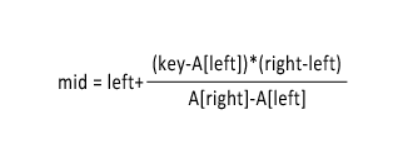 (key-A[left])*(right-left)
mid = left+
A[right]-A[left]